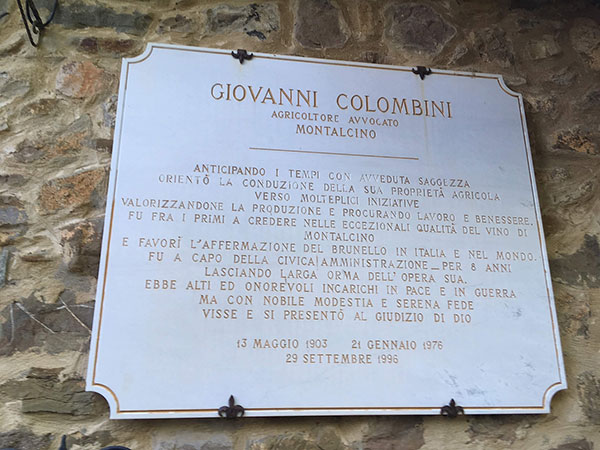 GIOVANNI COLOMBINI
AGRICOLTORE AVVOCATO
MONTALCINO
ANTICIPANDO I TEMPI CON AVVEDUTA SAGGEZZA
ORIENTÒ LA CONDUZIONE DELLA SUA PROPRIETÀ AGRICOLA
VERSO MOLTEPLICI INIZIATIVE
VALORIZZANDONE LA PRODUZIONE E PROCURANDO LAVORO E BENESSERE.
FU FRA I PRIMI A CREDERE NELLE ECCEZIONALI QUALITÀ DEL VINO DI
MONTALCINO
E FAVORÌ L'AFFERMAZIONE DEL BRUNELLO IN ITALIA E NEL MONDO.
FU A CAPO DELLA CIVICA AMMINISTRAZIONE _ PER 8 ANNI
LASCIANDO LARGA ORMA DELL'OPERA SUA.
EBBE ALTI ED ONOREVOLI INCARICHI IN PACE E IN GUERRA
MA CON NOBILE MODESTIA E SERENA FEDE
VISSE E SI PRESENTÒ AL GIUDIZIO DI DIO
13 MAGGIO 1903 21 GENNAIO 1976
29 SETTEMBRE 1996